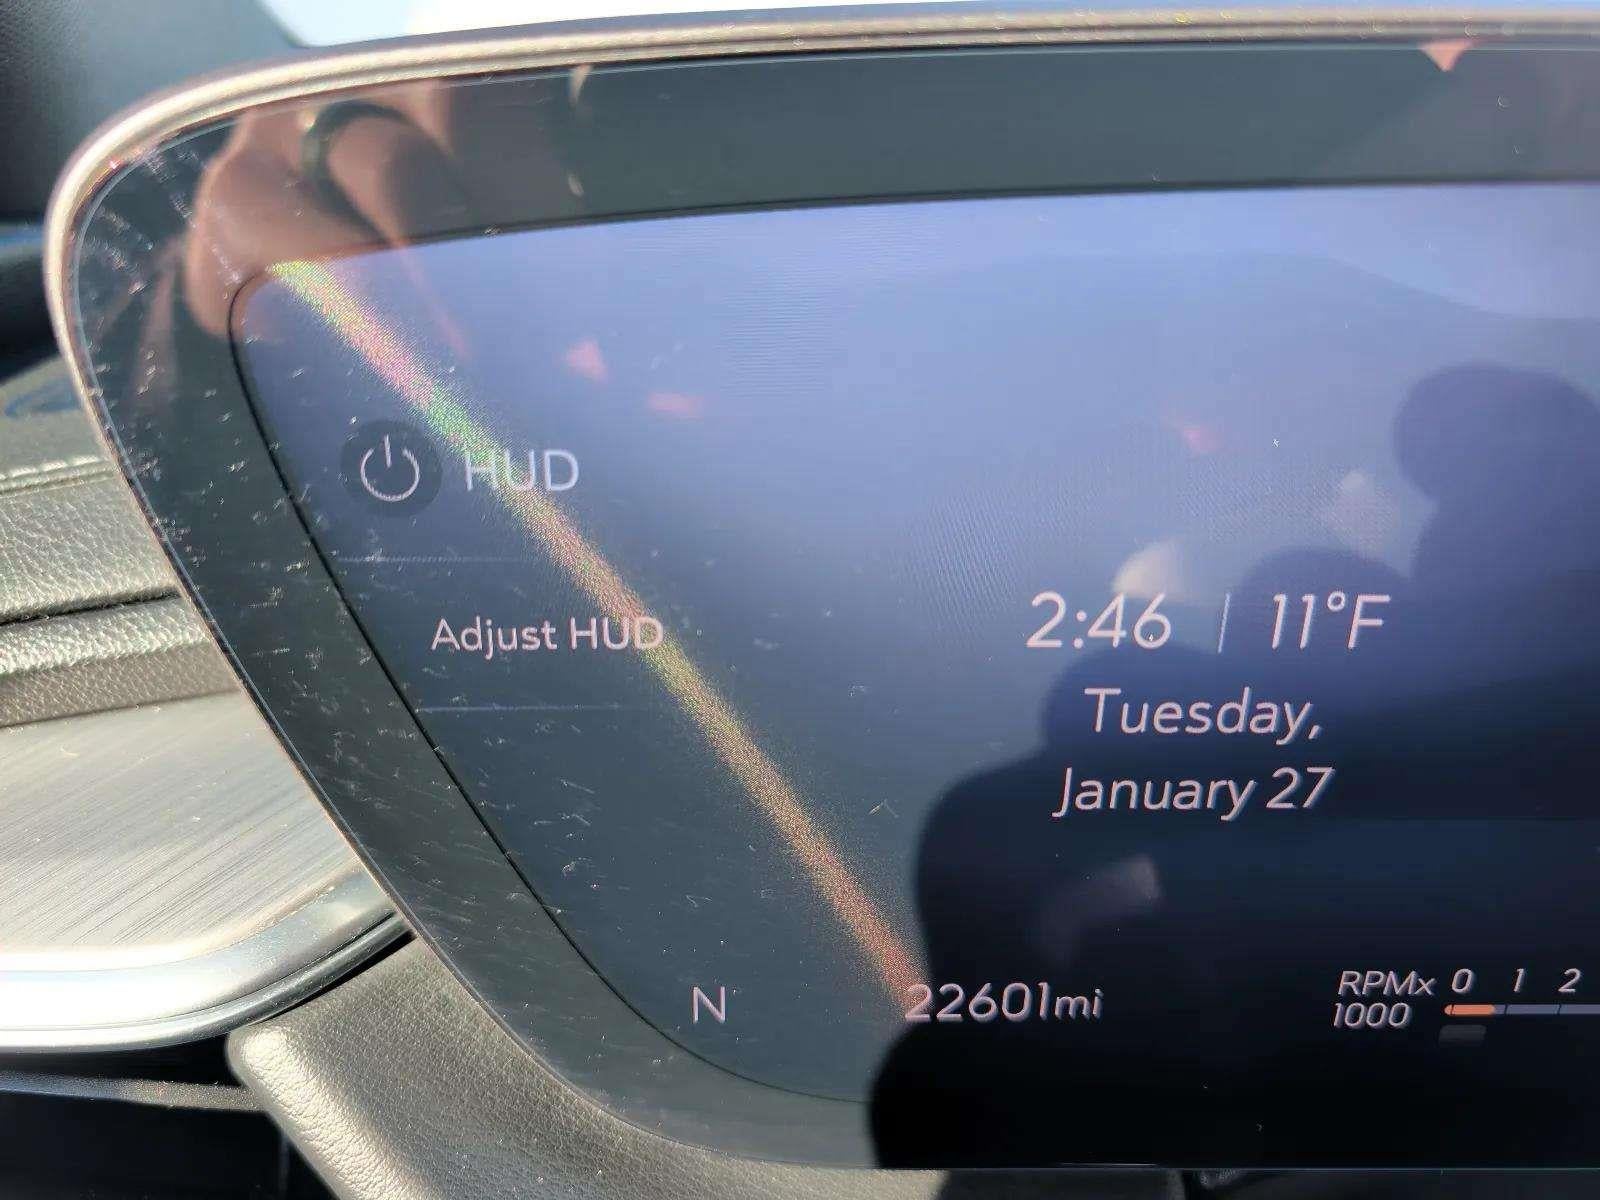 HUD
Adjust HUD
2:46 | 11°F
Tuesday,
January 27
N
22601mi
RPMx 0 1 2
1000